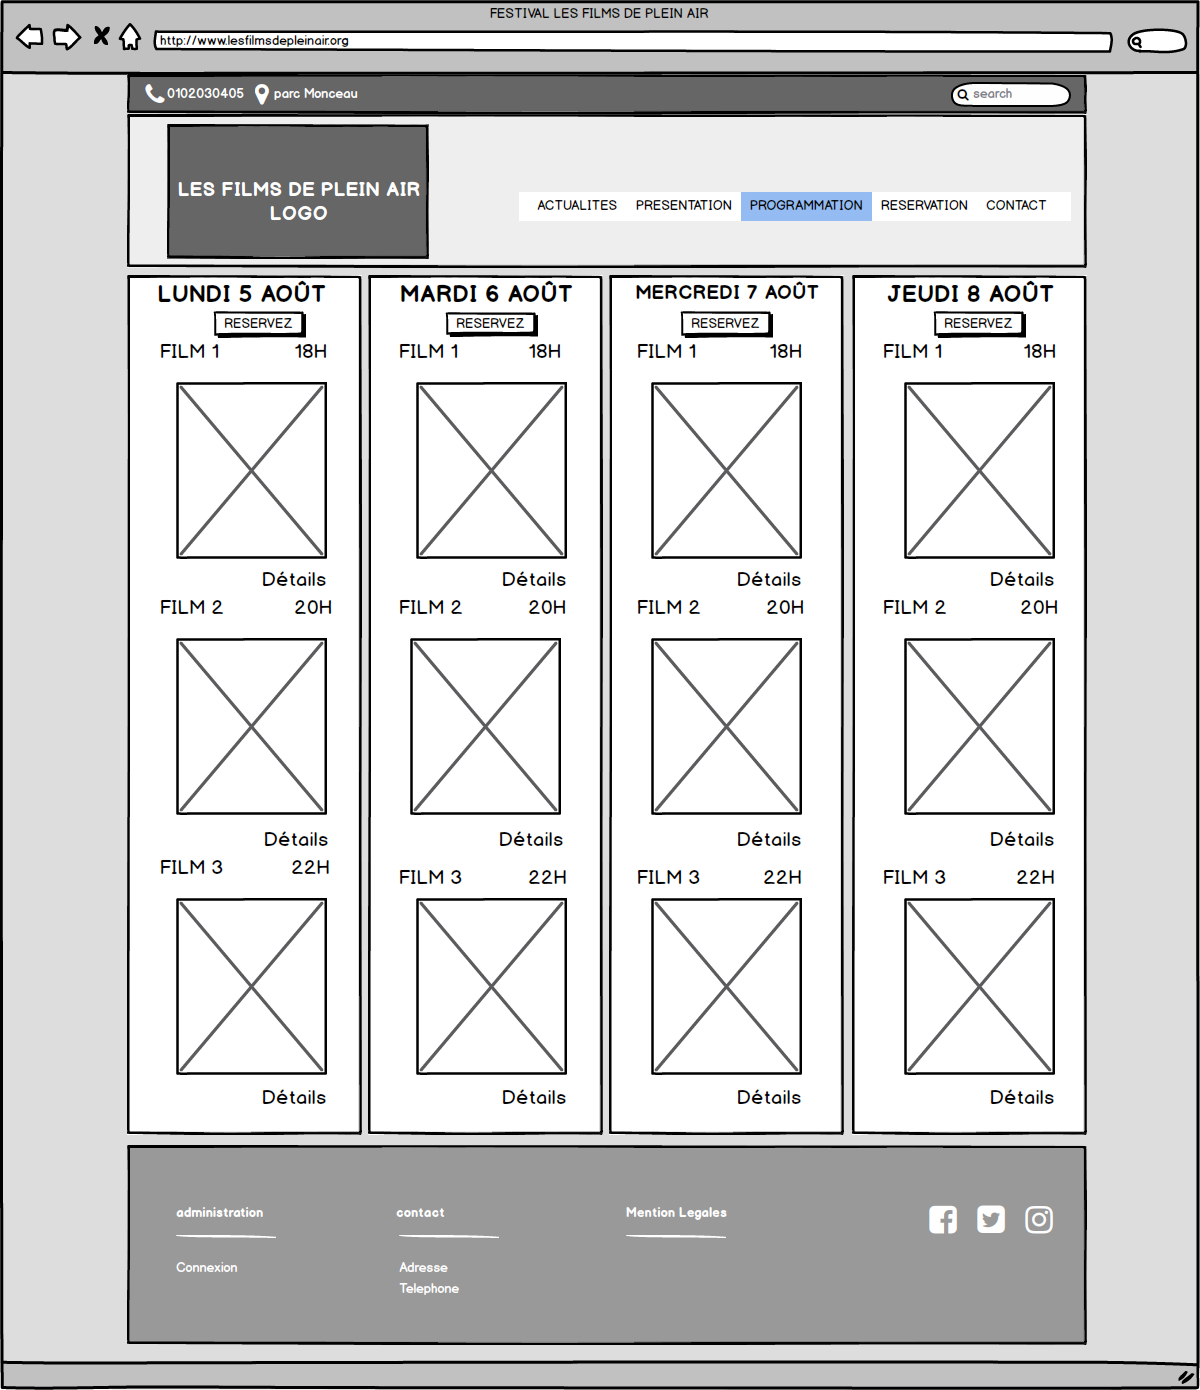 FESTIVAL LES FILMS DE PLEIN AIR
http://www.lesfilmsdepleinair.org
0102030405 parc Monceau search
LES FILMS DE PLEIN AIR
LOGO
ACTUALITES PRESENTATION PROGRAMMATION RESERVATION CONTACT
LUNDI 5 AOÛT
RESERVEZ
FILM 1 18H
Détails
FILM 2 20H
Détails
FILM 3 22H
Détails
MARDI 6 AOÛT
RESERVEZ
FILM 1 18H
Détails
FILM 2 20H
Détails
FILM 3 22H
Détails
MERCREDI 7 AOÛT
RESERVEZ
FILM 1 18H
Détails
FILM 2 20H
Détails
FILM 3 22H
Détails
JEUDI 8 AOÛT
RESERVEZ
FILM 1 18H
Détails
FILM 2 20H
Détails
FILM 3 22H
Détails
administration
Connexion
contact
Adresse
Telephone
Mention Legales